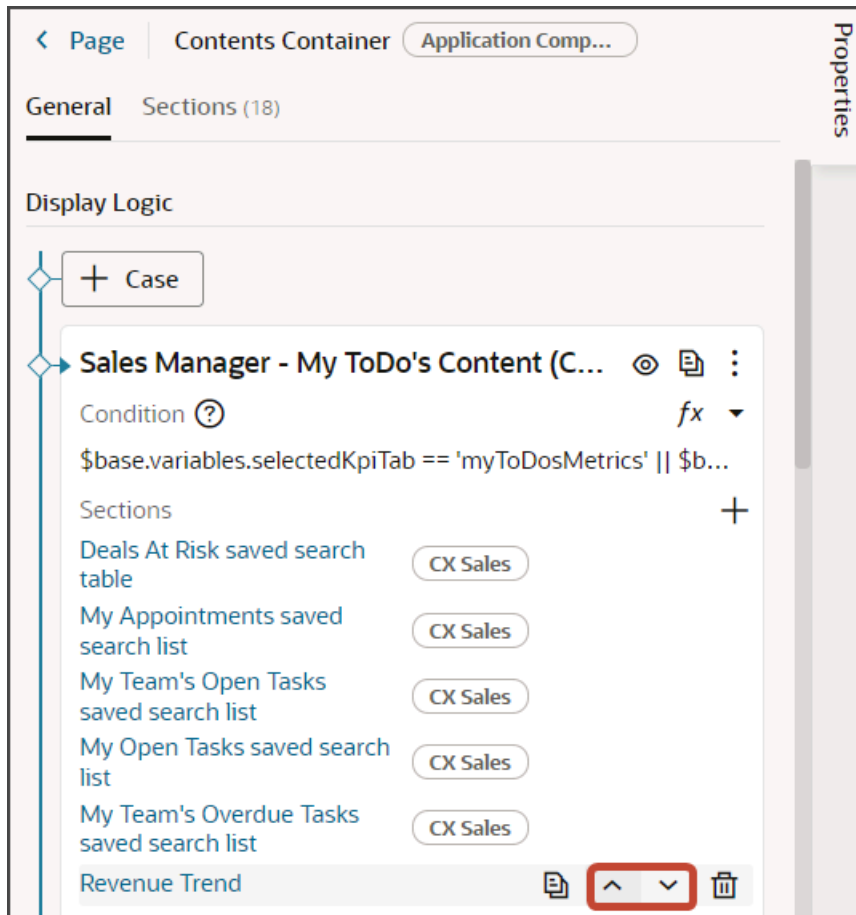 Page
Contents Container
Application Comp...
Properties
General
Sections (18)
Display Logic
+ Case
Sales Manager - My ToDo's Content (C...
Condition ?
fx
$base.variables.selectedKpiTab == 'myToDosMetrics' || $b...
Sections
Deals At Risk saved search
table
CX Sales
My Appointments saved
search list
CX Sales
My Team's Open Tasks
saved search list
CX Sales
My Open Tasks saved search
list
CX Sales
My Team's Overdue Tasks
saved search list
CX Sales
Revenue Trend